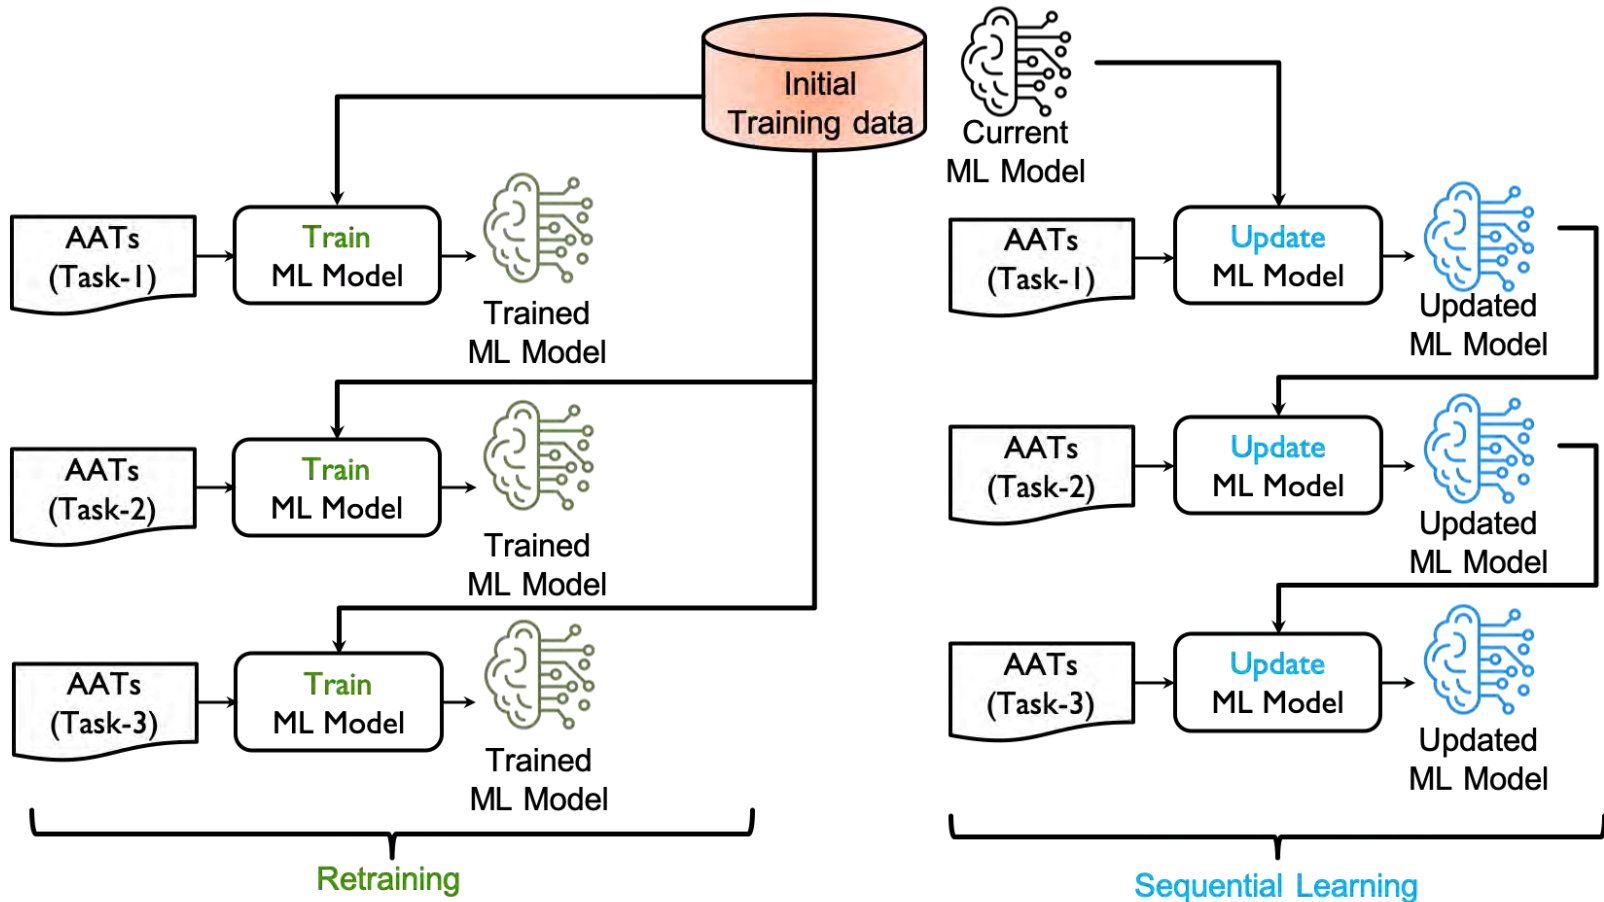 Initial
Training data
Current
ML Model
AATs
(Task-1)
Train
ML Model
Trained
ML Model
AATs
(Task-2)
Train
ML Model
Trained
ML Model
AATs
(Task-3)
Train
ML Model
Trained
ML Model
Retraining
AATs
(Task-1)
Update
ML Model
Updated
ML Model
AATs
(Task-2)
Update
ML Model
Updated
ML Model
AATs
(Task-3)
Update
ML Model
Updated
ML Model
Sequential Learning